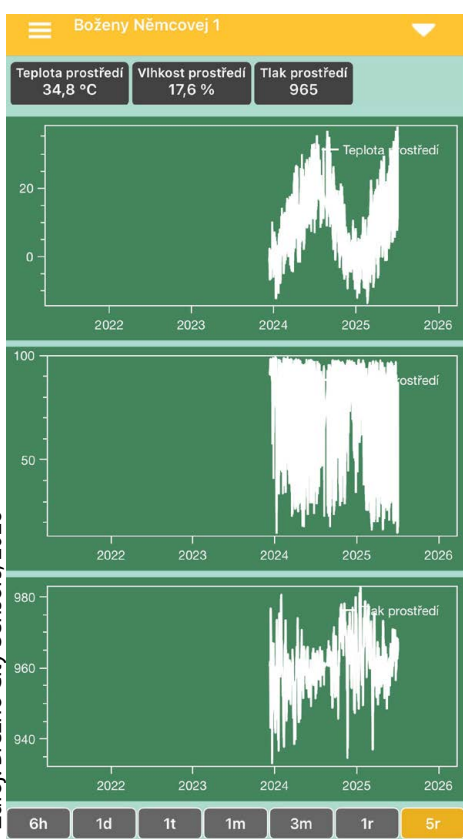 Boženy Němcovej 1
Teplota prostředí
34,8 °C
Vlhkost prostředí
17,6 %
Tlak prostředí
965
Teplota prostředí
20
0
2022 2023 2024 2025 2026
100
50
ostředí
2022 2023 2024 2025 2026
980
960
940
Tlak prostředí
2022 2023 2024 2025 2026
6h 1d 1t 1m 3m 1r 5r